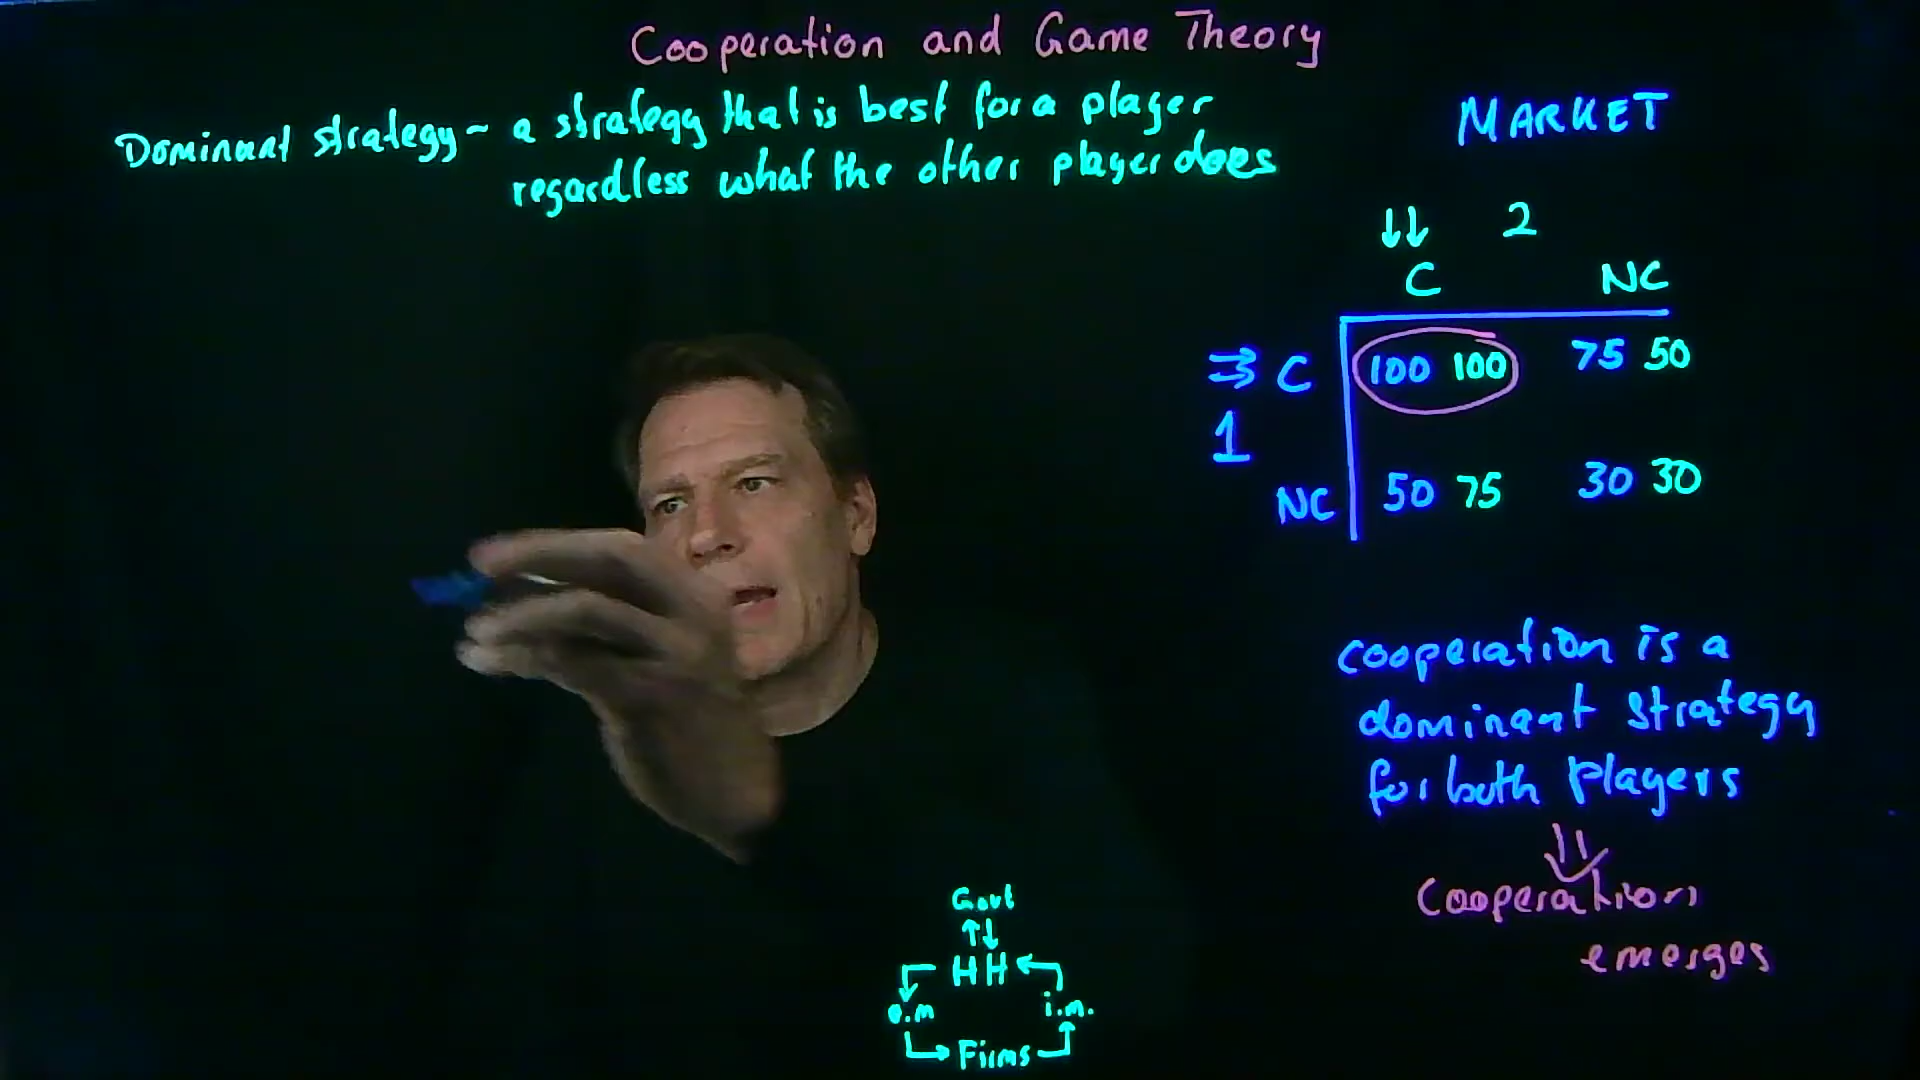 Cooperation and Game Theory
Dominant strategy ~ a strategy that is best for a player
regardless what the other player does
MARKET
↓↓ 2
C NC
⇉ C 100 100 75 50
1
NC 50 75 30 30
cooperation is a
dominant strategy
for both players
⇓
Cooperation
emerges
Govt
↑↓
HH
o.m i.m.
Firms